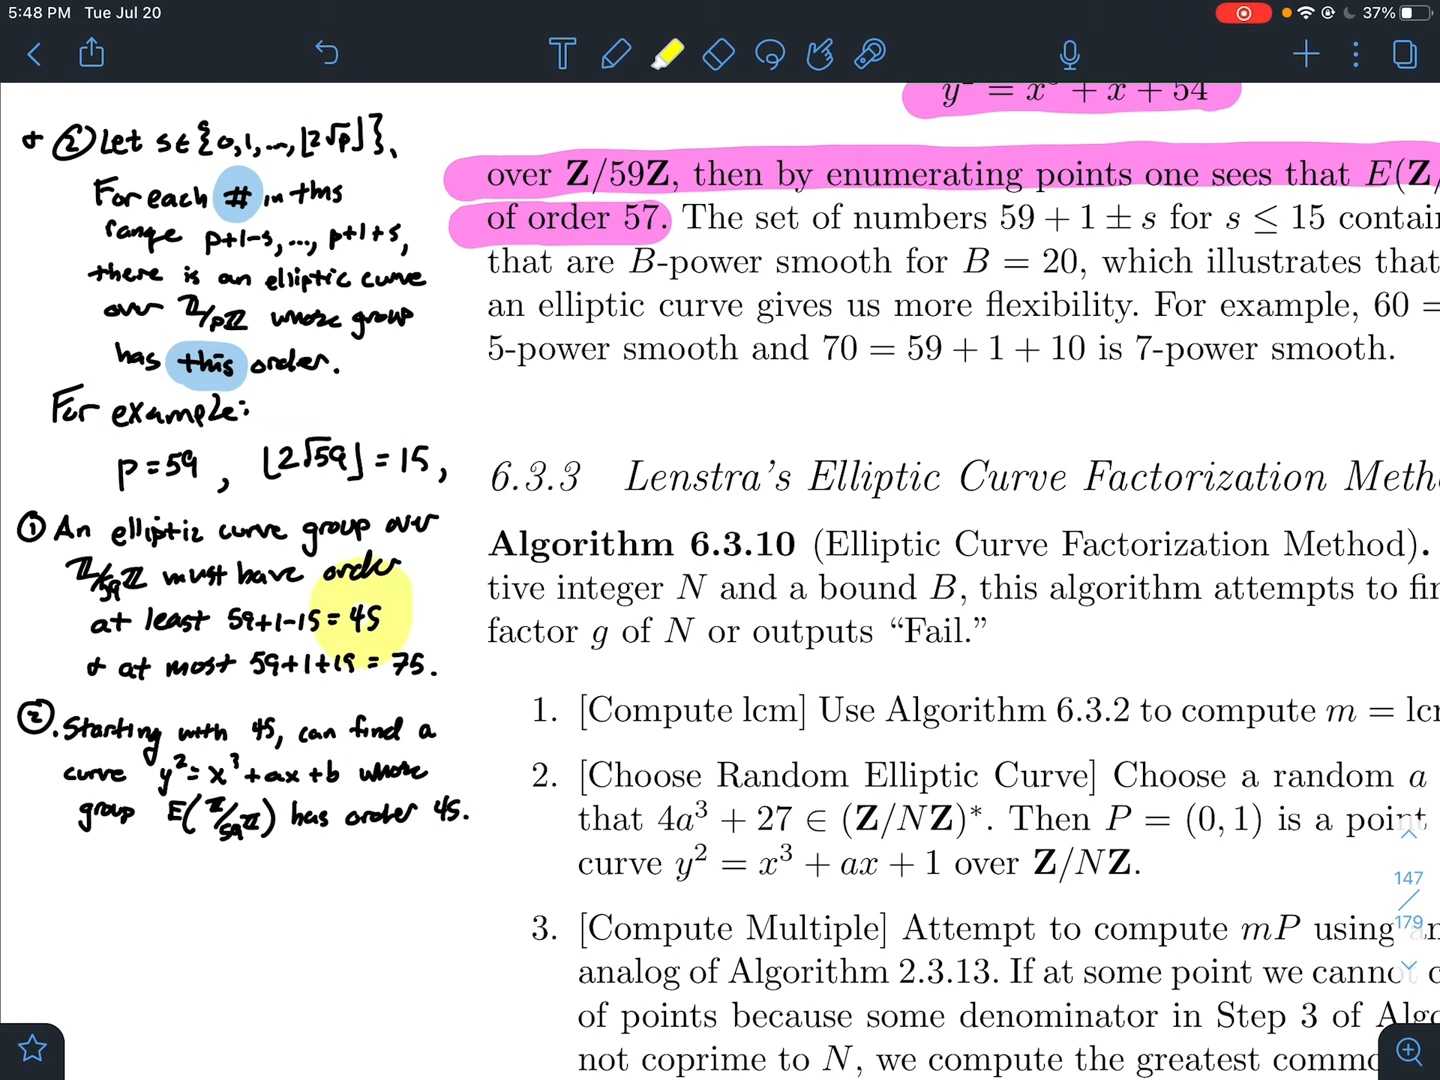 5:48 PM Tue Jul 20
37%
+ ② Let s∈{0,1,…,⌊2√p⌋}.
For each # in this
range p+1-s,…, p+1+s,
there is an elliptic curve
over ℤ/pℤ whose group
has this order.
For example:
p=59, ⌊2√59⌋=15,
① An elliptic curve group over
ℤ/59ℤ must have order
at least 59+1-15=45
& at most 59+1+15=75.
②. Starting with 45, can find a
curve y²=x³+ax+b whose
group E(ℤ/59ℤ) has order 45.
y² = x³ + x + 54
over Z/59Z, then by enumerating points one sees that E(Z/
of order 57. The set of numbers 59 + 1 ± s for s ≤ 15 contai
that are B-power smooth for B = 20, which illustrates that
an elliptic curve gives us more flexibility. For example, 60 =
5-power smooth and 70 = 59 + 1 + 10 is 7-power smooth.
6.3.3 Lenstra's Elliptic Curve Factorization Meth
Algorithm 6.3.10 (Elliptic Curve Factorization Method).
tive integer N and a bound B, this algorithm attempts to fin
factor g of N or outputs “Fail.”
1. [Compute lcm] Use Algorithm 6.3.2 to compute m = lc
2. [Choose Random Elliptic Curve] Choose a random a
that 4a³ + 27 ∈ (Z/NZ)*. Then P = (0, 1) is a point
curve y² = x³ + ax + 1 over Z/NZ.
3. [Compute Multiple] Attempt to compute mP using an
analog of Algorithm 2.3.13. If at some point we cannot c
of points because some denominator in Step 3 of Algo
not coprime to N, we compute the greatest commo
147
/
179